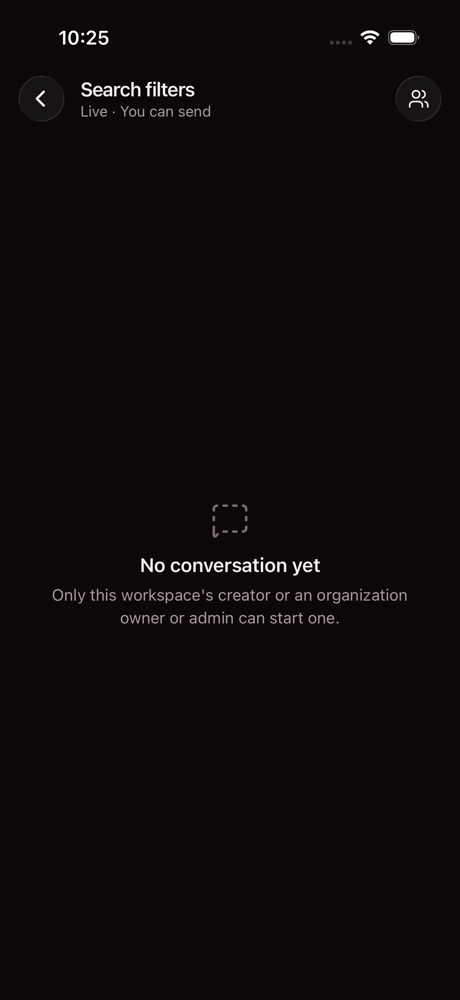 10:25
Search filters
Live · You can send
No conversation yet
Only this workspace's creator or an organization
owner or admin can start one.